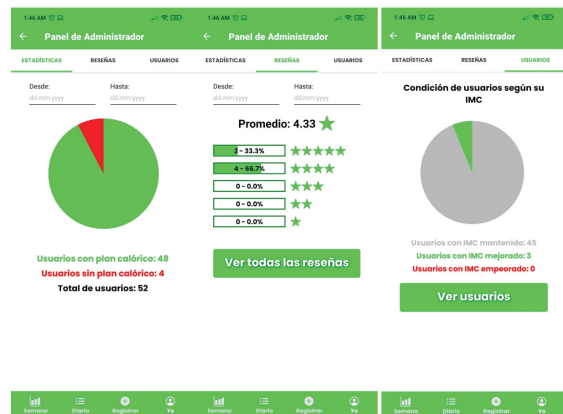 1:46 AM
← Panel de Administrador
ESTADÍSTICAS RESEÑAS USUARIOS
Desde: Hasta:
dd:mm:yyyy dd:mm:yyyy
Usuarios con plan calórico: 48
Usuarios sin plan calórico: 4
Total de usuarios: 52
Semana Diario Registrar Yo
1:46 AM
← Panel de Administrador
ESTADÍSTICAS RESEÑAS USUARIOS
Desde: Hasta:
dd:mm:yyyy dd:mm:yyyy
Promedio: 4.33
2 - 33.3%
4 - 66.7%
0 - 0.0%
0 - 0.0%
0 - 0.0%
Ver todas las reseñas
Semana Diario Registrar Yo
1:46 AM
← Panel de Administrador
ESTADÍSTICAS RESEÑAS USUARIOS
Condición de usuarios según su
IMC
Usuarios con IMC mantenido: 45
Usuarios con IMC mejorado: 3
Usuarios con IMC empeorado: 0
Ver usuarios
Semana Diario Registrar Yo